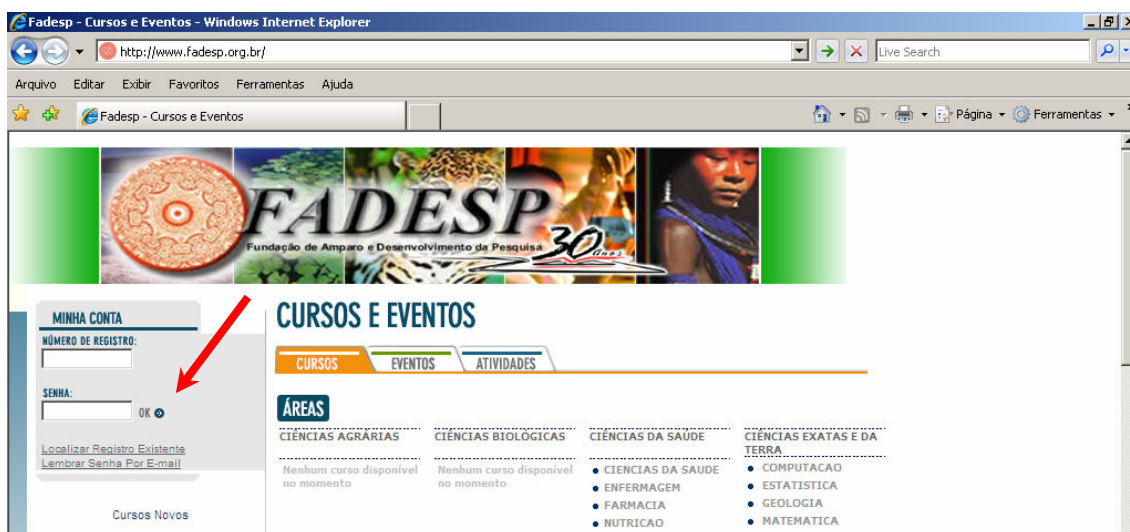 Fadesp - Cursos e Eventos - Windows Internet Explorer
http://www.fadesp.org.br/
Live Search
Arquivo Editar Exibir Favoritos Ferramentas Ajuda
Fadesp - Cursos e Eventos
Página Ferramentas
FADESP
Fundação de Amparo e Desenvolvimento da Pesquisa
30 anos
MINHA CONTA
NÚMERO DE REGISTRO:
SENHA:
OK
Localizar Registro Existente
Lembrar Senha Por E-mail
Cursos Novos
CURSOS E EVENTOS
CURSOS EVENTOS ATIVIDADES
ÁREAS
CIÊNCIAS AGRÁRIAS
Nenhum curso disponível
no momento
CIÊNCIAS BIOLÓGICAS
Nenhum curso disponível
no momento
CIÊNCIAS DA SAÚDE
CIENCIAS DA SAUDE
ENFERMAGEM
FARMACIA
NUTRICAO
CIÊNCIAS EXATAS E DA
TERRA
COMPUTACAO
ESTATISTICA
GEOLOGIA
MATEMATICA